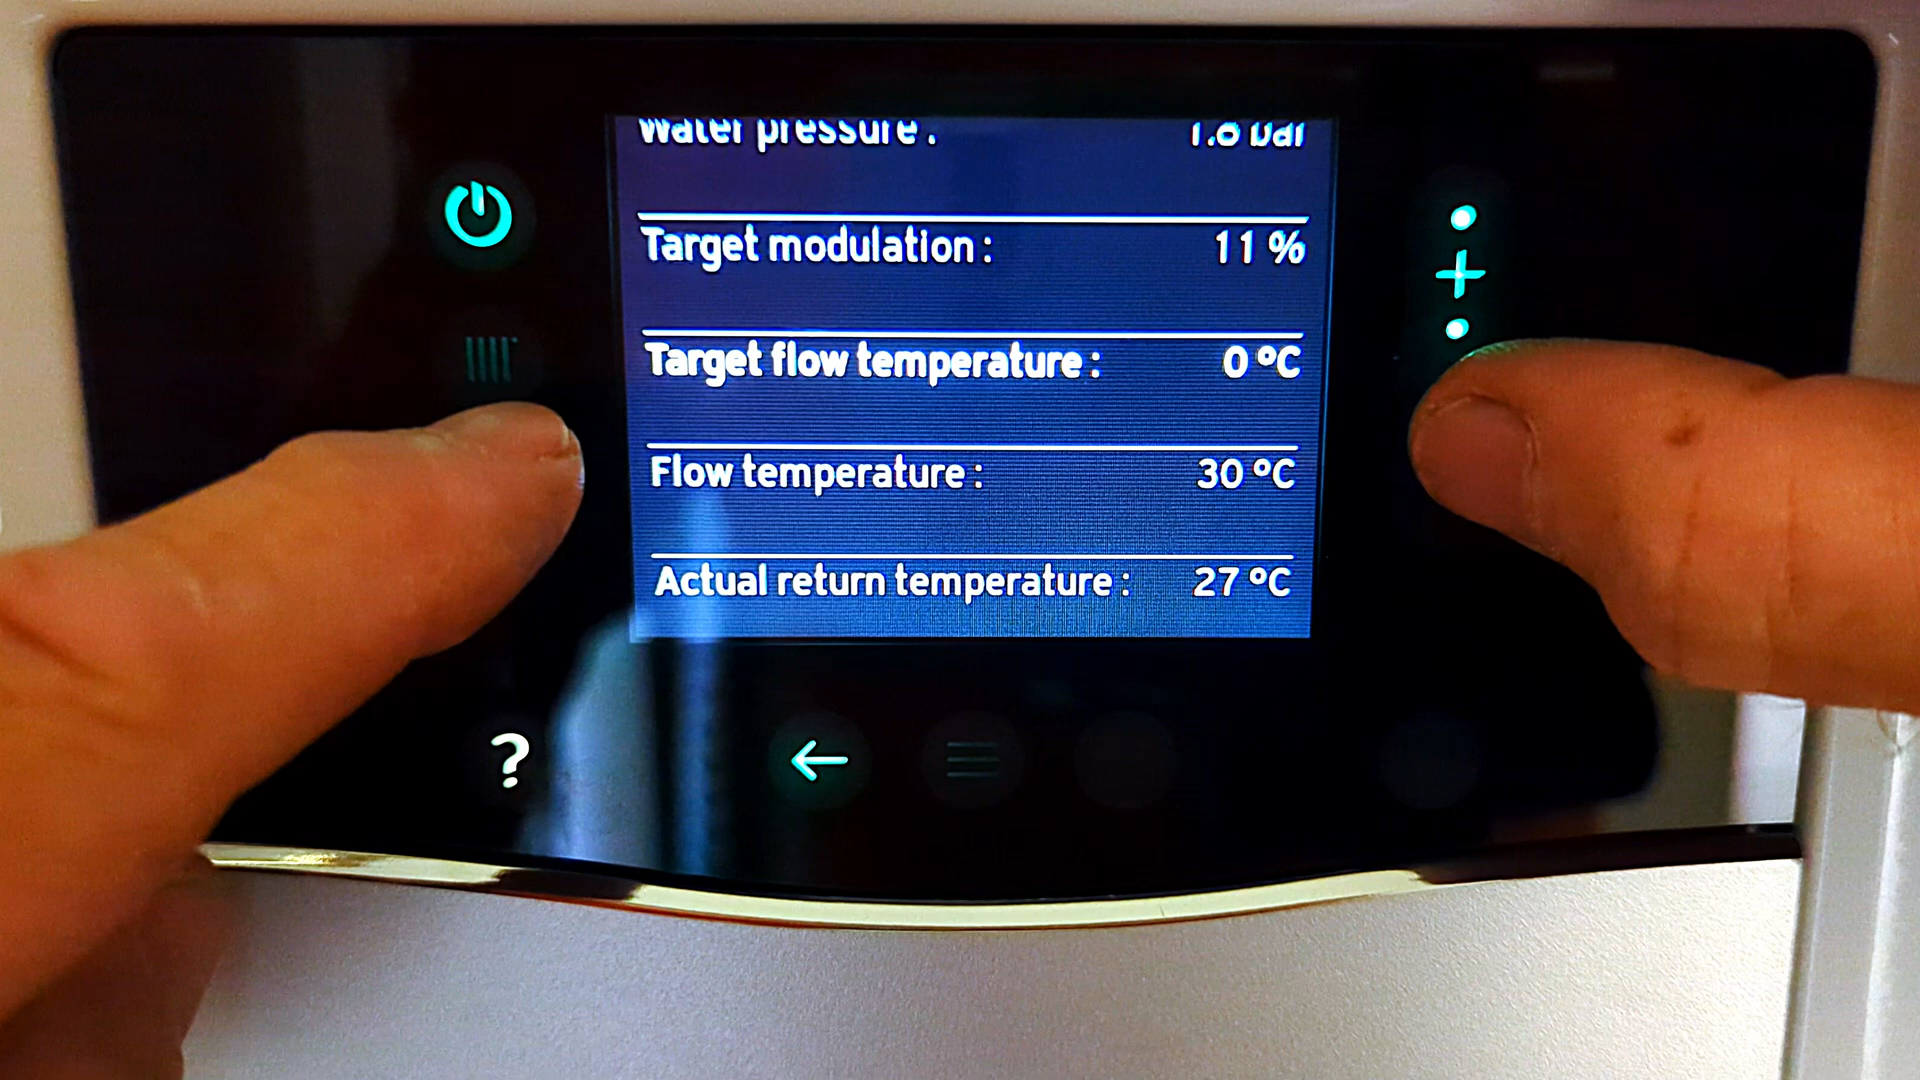 Water pressure : 1.8 bar
Target modulation : 11 %
Target flow temperature : 0 °C
Flow temperature : 30 °C
Actual return temperature : 27 °C
?